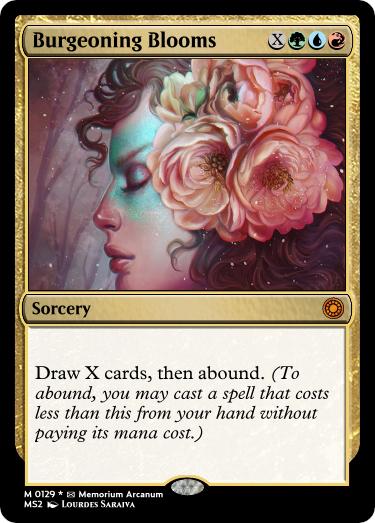 Burgeoning Blooms X
Sorcery
Draw X cards, then abound. (To
abound, you may cast a spell that costs
less than this from your hand without
paying its mana cost.)
M 0129 * Memorium Arcanum
MS2 Lourdes Saraiva